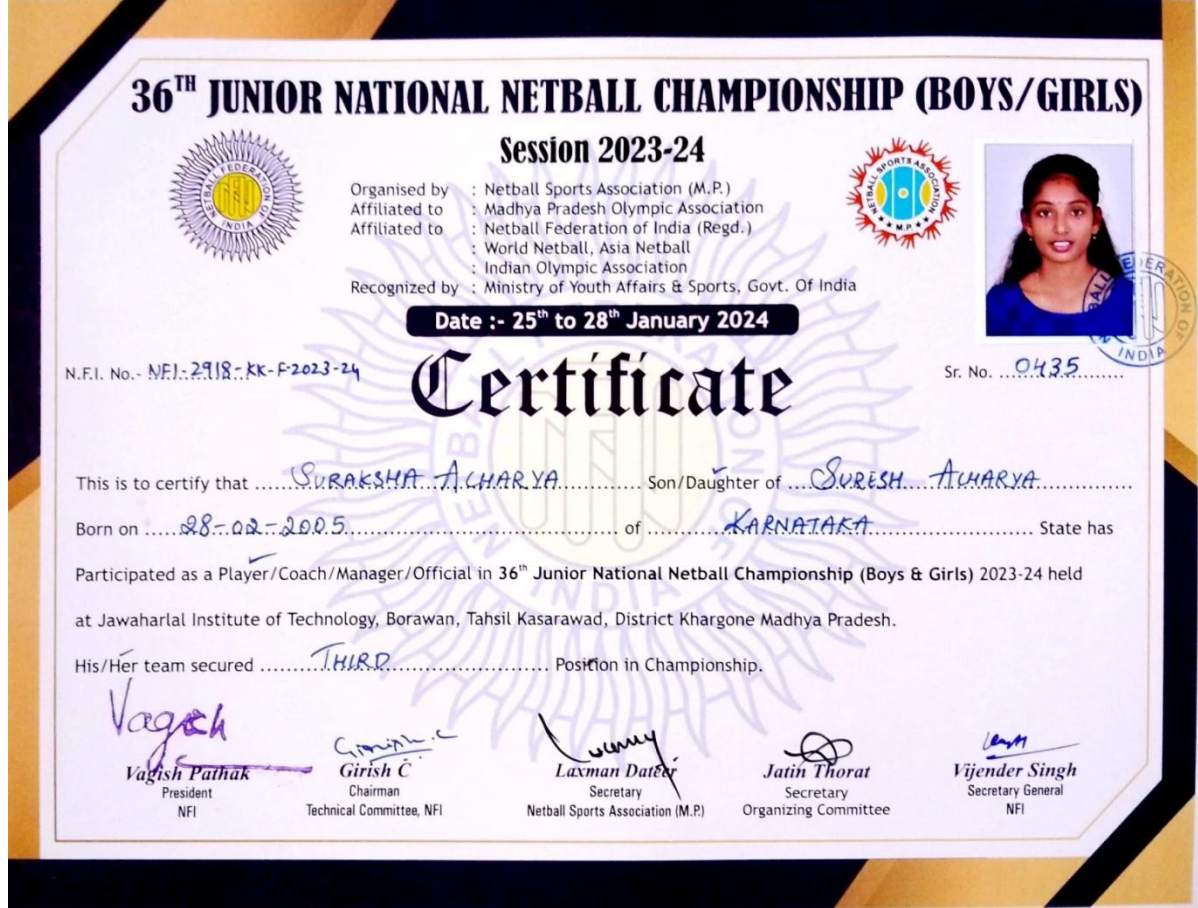 36TH JUNIOR NATIONAL NETBALL CHAMPIONSHIP (BOYS/GIRLS)
Session 2023-24
NETBALL FEDERATION OF INDIA
NETBALL SPORTS ASSOCIATION M.P.
Organised by : Netball Sports Association (M.P.)
Affiliated to : Madhya Pradesh Olympic Association
Affiliated to : Netball Federation of India (Regd.)
: World Netball, Asia Netball
: Indian Olympic Association
Recognized by : Ministry of Youth Affairs & Sports, Govt. Of India
Date :- 25th to 28th January 2024
N.F.I. No.- NFI-2918-KK-F-2023-24
Certificate
Sr. No. ...0435.......
This is to certify that ......SURAKSHA ACHARYA............. Son/Daughter of ...SURESH ACHARYA..............
Born on ......28-02-2005............................................. of ............KARNATAKA........................... State has
Participated as a Player/Coach/Manager/Official in 36th Junior National Netball Championship (Boys & Girls) 2023-24 held
at Jawaharlal Institute of Technology, Borawan, Tahsil Kasarawad, District Khargone Madhya Pradesh.
His/Her team secured ..........THIRD........................... Position in Championship.
Vagish Pathak
President
NFI
Girish C
Chairman
Technical Committee, NFI
Laxman Dateer
Secretary
Netball Sports Association (M.P.)
Jatin Thorat
Secretary
Organizing Committee
Vijender Singh
Secretary General
NFI